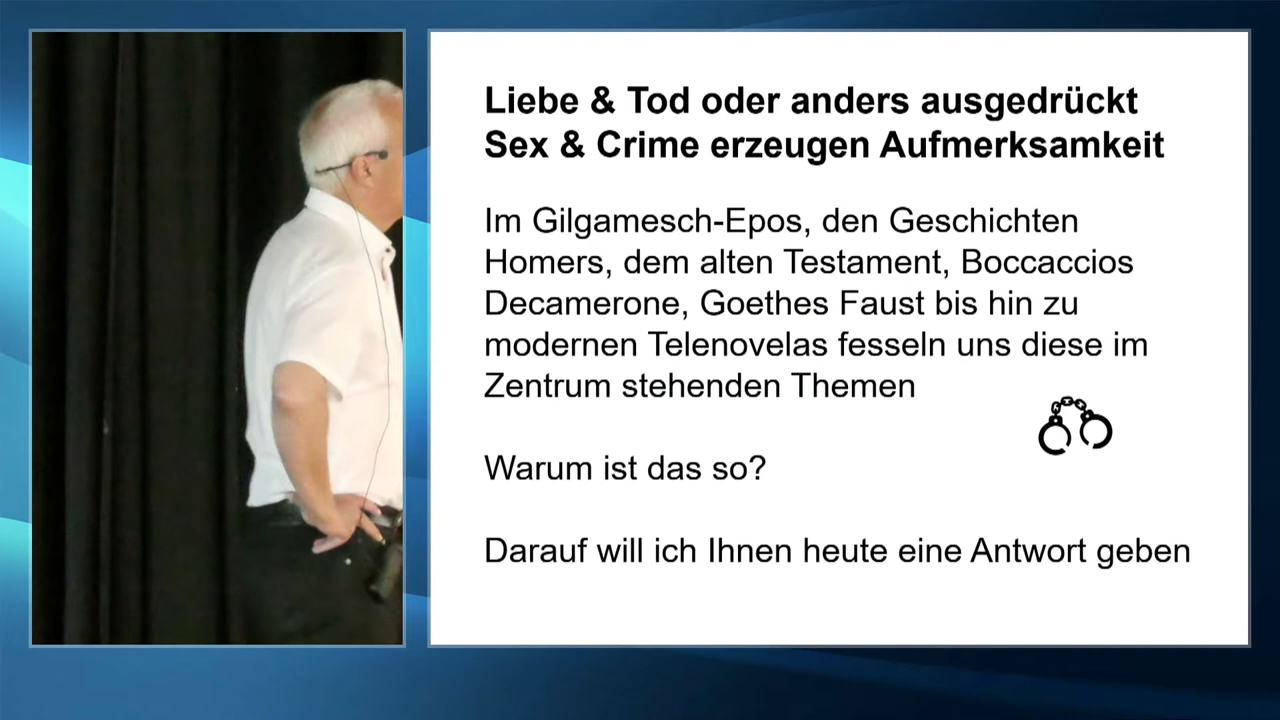 Liebe & Tod oder anders ausgedrückt
Sex & Crime erzeugen Aufmerksamkeit
Im Gilgamesch-Epos, den Geschichten
Homers, dem alten Testament, Boccaccios
Decamerone, Goethes Faust bis hin zu
modernen Telenovelas fesseln uns diese im
Zentrum stehenden Themen
Warum ist das so?
Darauf will ich Ihnen heute eine Antwort geben